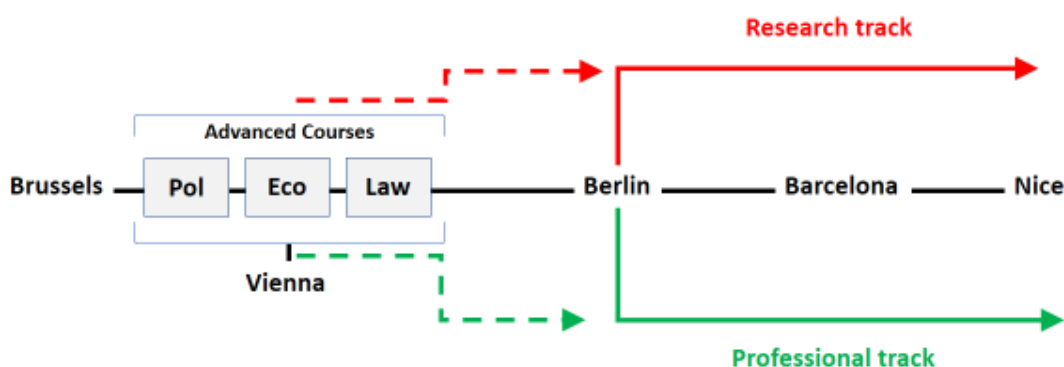 Research track
Advanced Courses
Brussels Pol Eco Law Berlin Barcelona Nice
Vienna
Professional track